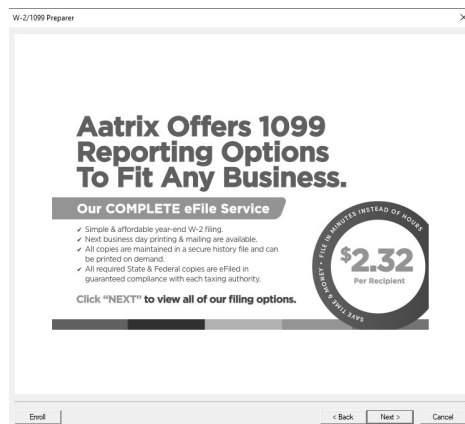 W-2/1099 Preparer
Aatrix Offers 1099
Reporting Options
To Fit Any Business.
Our COMPLETE eFile Service
✔ Simple & affordable year-end W-2 filing.
✔ Next business day printing & mailing are available.
✔ All copies are maintained in a secure history file and can
be printed on demand.
✔ All required State & Federal copies are eFiled in
guaranteed compliance with each taxing authority.
Click “NEXT” to view all of our filing options.
SAVE TIME & MONEY • FILE IN MINUTES INSTEAD OF HOURS
$2.32
Per Recipient
Enroll
< Back
Next >
Cancel